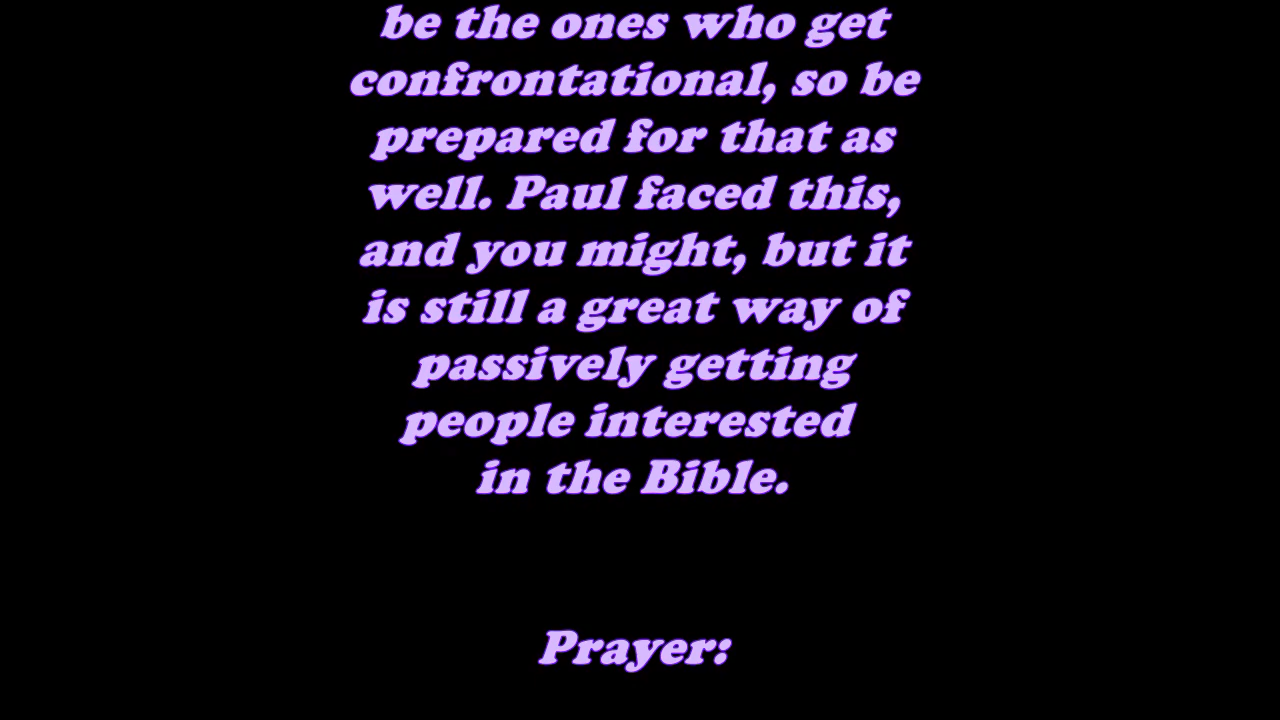 be the ones who get
confrontational, so be
prepared for that as
well. Paul faced this,
and you might, but it
is still a great way of
passively getting
people interested
in the Bible.
Prayer: